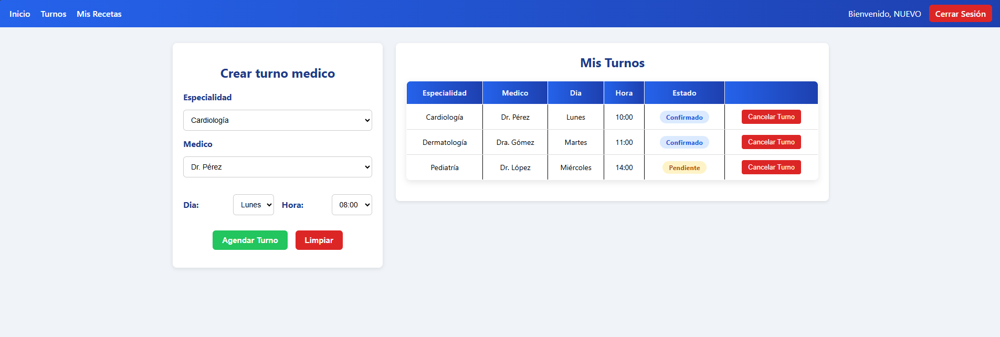 Inicio Turnos Mis Recetas Bienvenido, NUEVO Cerrar Sesión
Crear turno medico
Especialidad
Cardiología
Medico
Dr. Pérez
Dia: Lunes Hora: 08:00
Agendar Turno Limpiar
Mis Turnos
Especialidad Medico Dia Hora Estado
Cardiología Dr. Pérez Lunes 10:00 Confirmado Cancelar Turno
Dermatología Dra. Gómez Martes 11:00 Confirmado Cancelar Turno
Pediatría Dr. López Miércoles 14:00 Pendiente Cancelar Turno